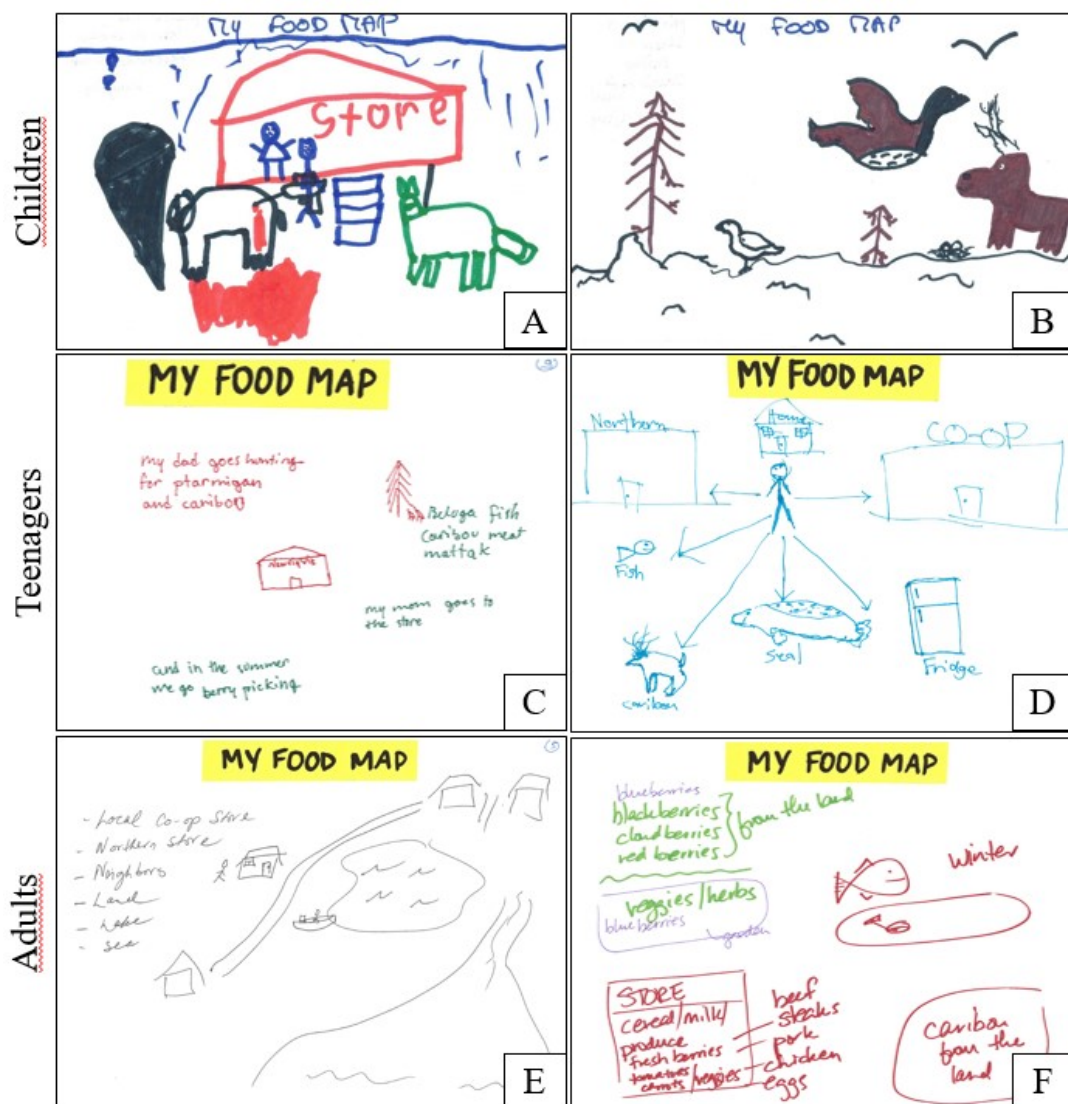 Children
MY FOOD MAP
Store
A
My FOOD MAP
B
Teenagers
MY FOOD MAP
my dad goes hunting
for ptarmigan
and caribou
Beloga fish
caribou meat
mattak
my mom goes to
the store
and in the summer
we go berry picking
C
MY FOOD MAP
Northern
Home
CO-OP
Fish
caribou
Seal
Fridge
D
Adults
MY FOOD MAP
- Local Co-op Store
- Northern Store
- Neighbors
- Land
- Lake
- Sea
E
MY FOOD MAP
blueberries
blackberries
cloudberries
red berries
from the land
veggies/herbs
blueberries
garden
winter
STORE
cereal/milk/
produce
fresh berries
tomatoes
carrots/veggies
beef
steaks
pork
chicken
eggs
caribou
from the
land
F